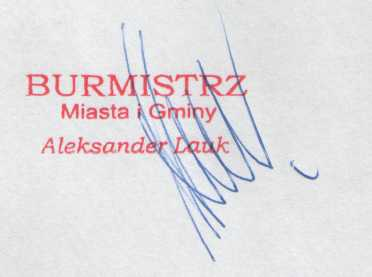 BURMISTRZ
Miasta i Gminy
Aleksander Lauk